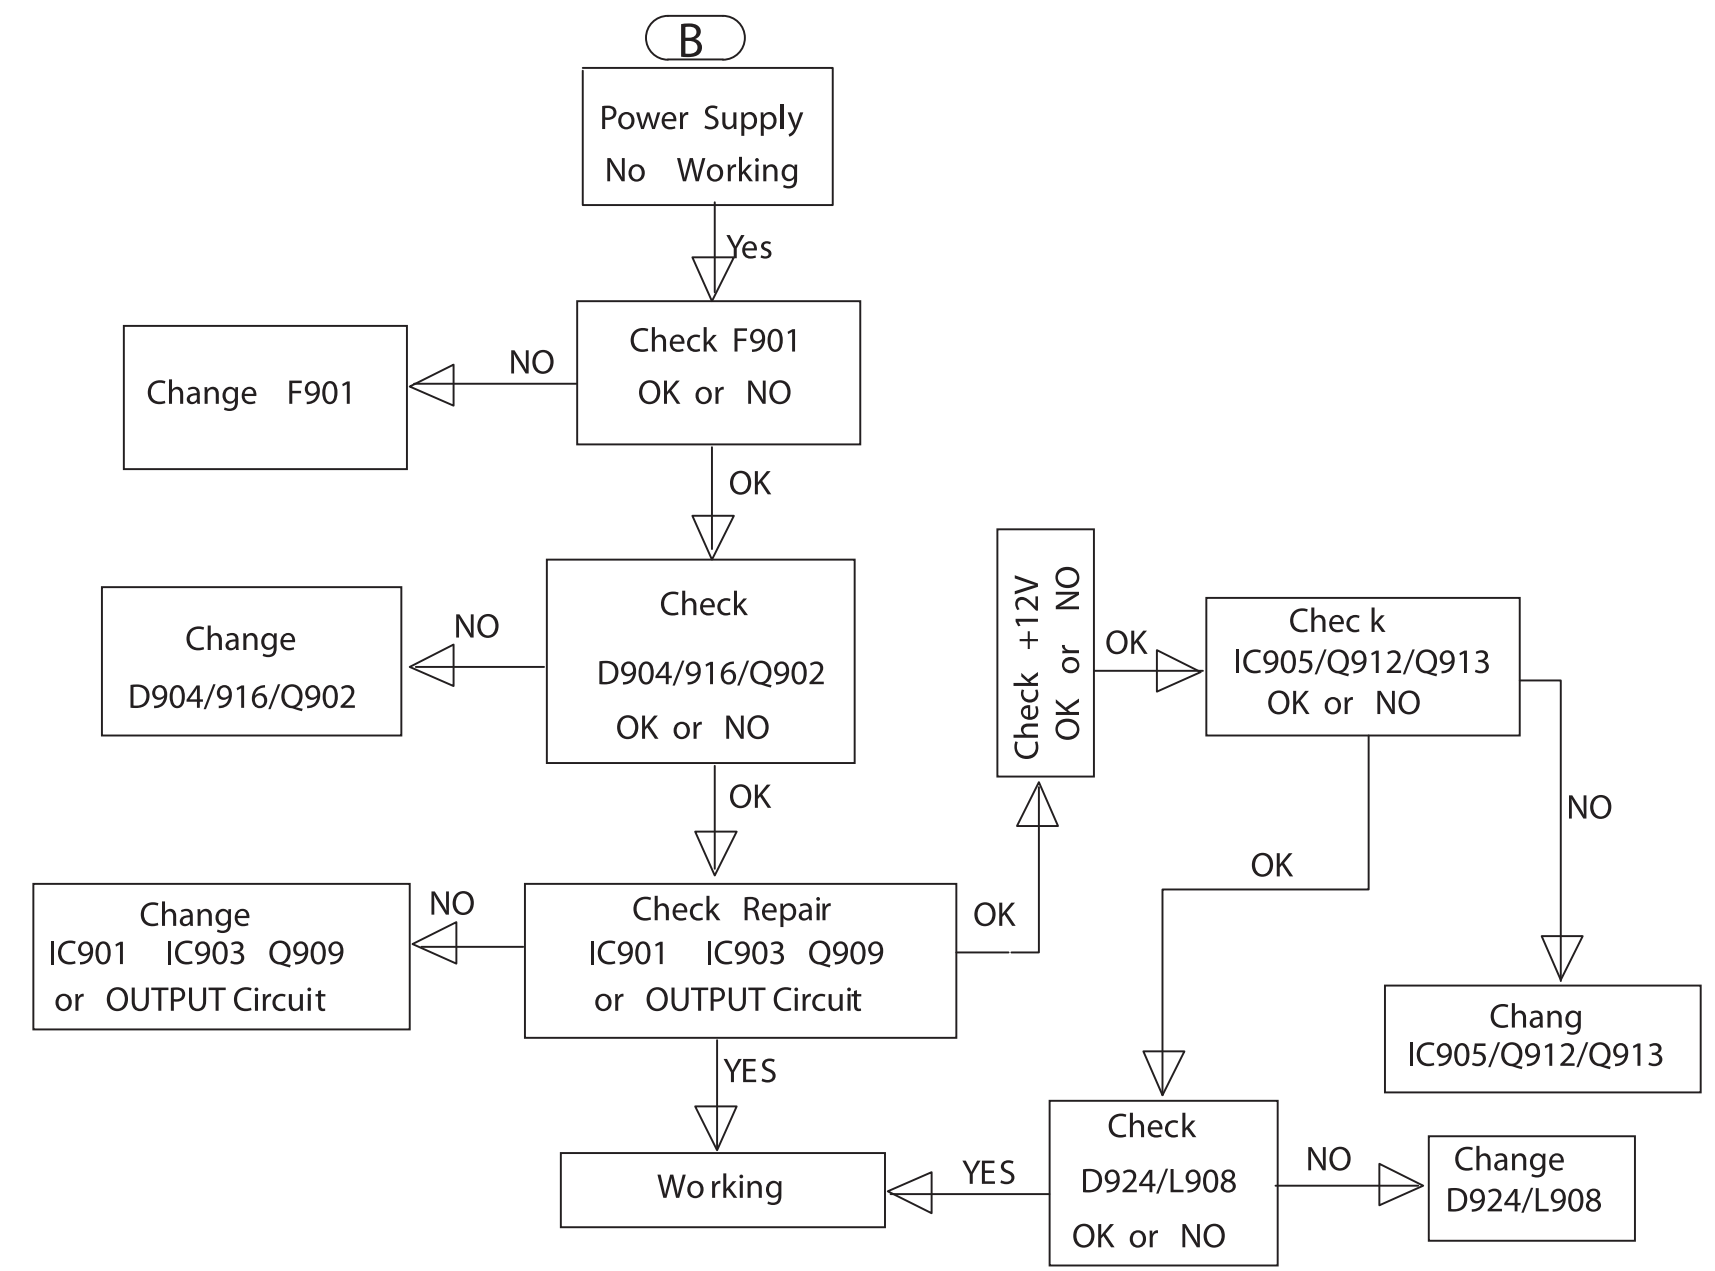 B
Power Supply
No Working
Yes
Check F901
OK or NO
NO
Change F901
OK
Check
D904/916/Q902
OK or NO
NO
Change
D904/916/Q902
OK
Check Repair
IC901 IC903 Q909
or OUTPUT Circuit
NO
Change
IC901 IC903 Q909
or OUTPUT Circuit
YES
Working
OK
Check +12V
OK or NO
OK
Chec k
IC905/Q912/Q913
OK or NO
NO
Chang
IC905/Q912/Q913
OK
Check
D924/L908
OK or NO
YES
NO
Change
D924/L908